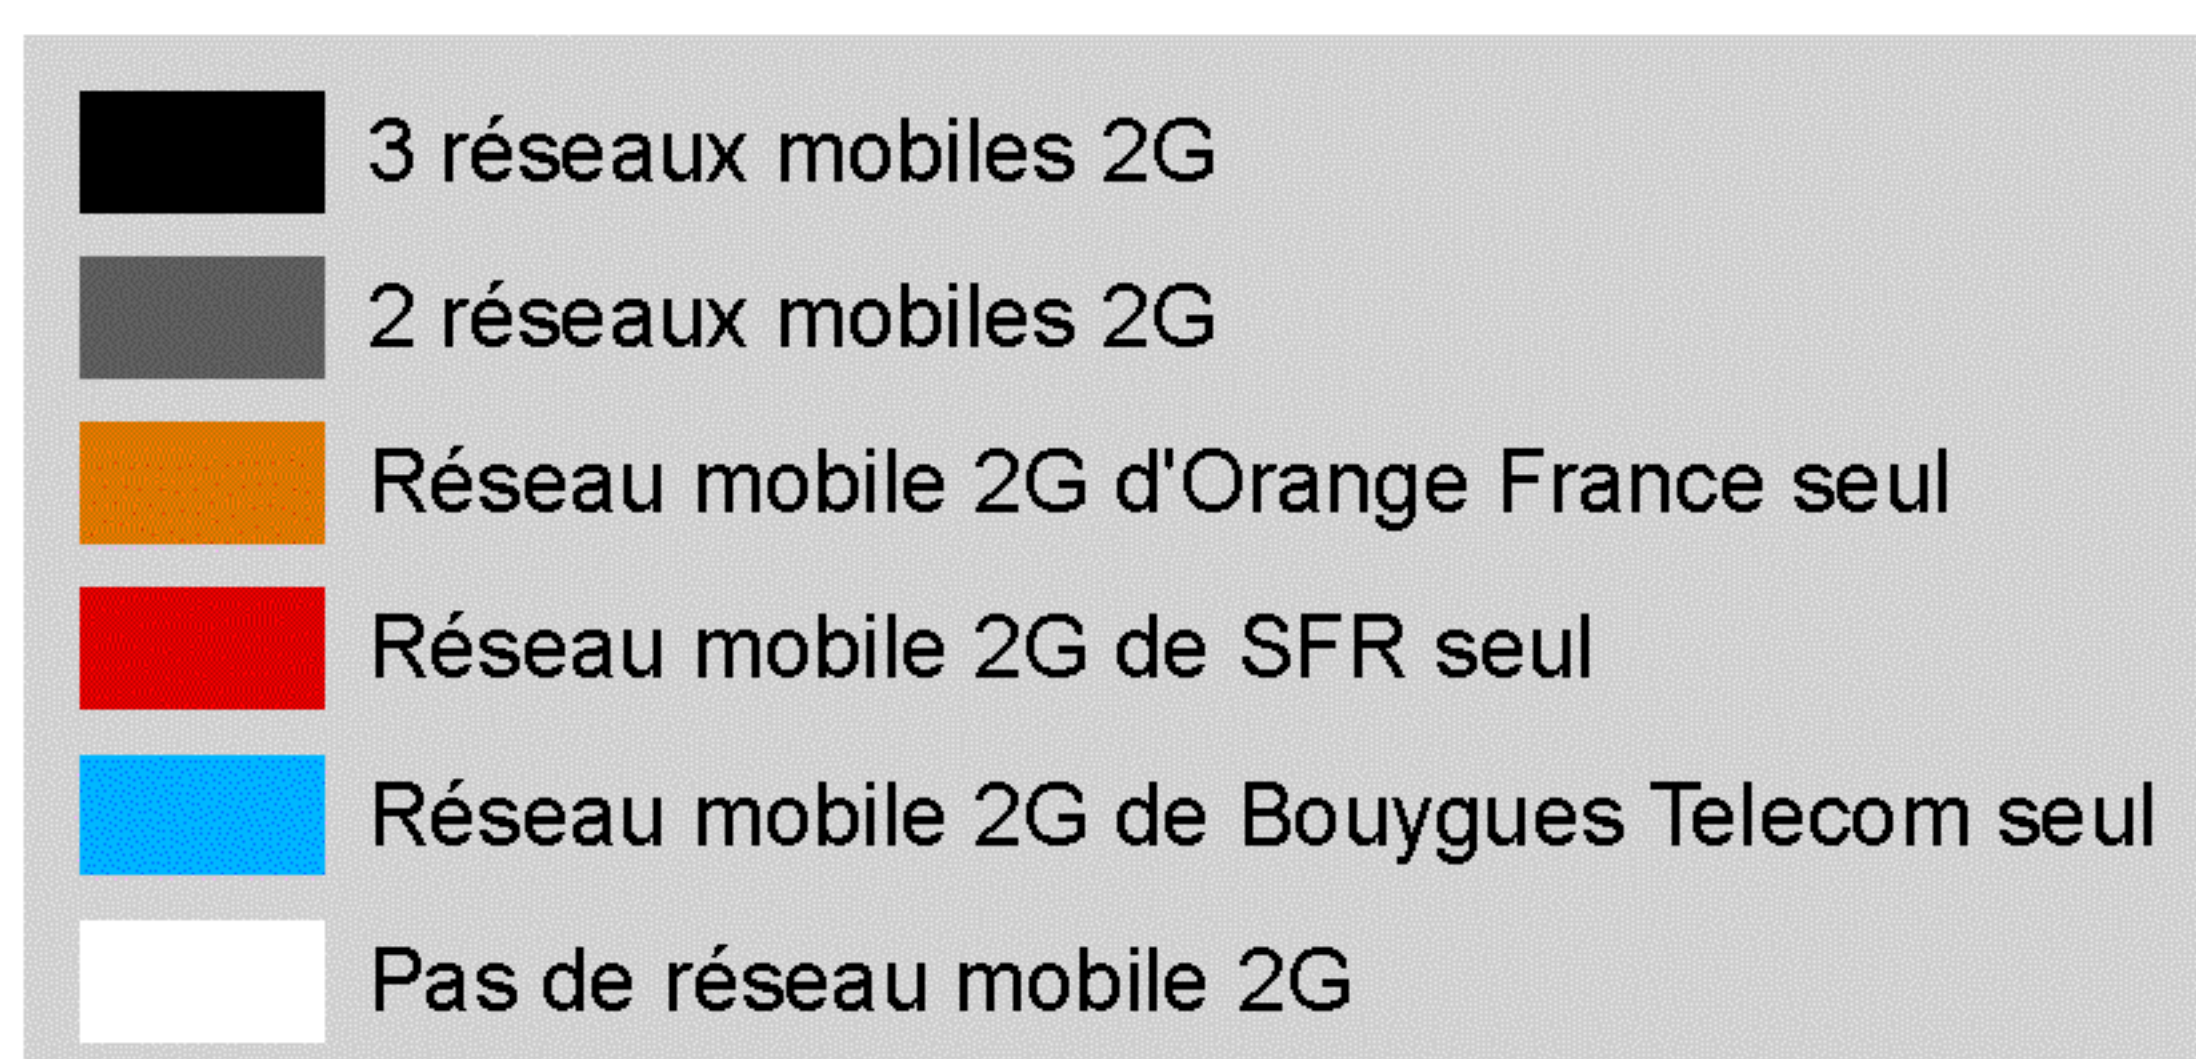 3 réseaux mobiles 2G
2 réseaux mobiles 2G
Réseau mobile 2G d'Orange France seul
Réseau mobile 2G de SFR seul
Réseau mobile 2G de Bouygues Telecom seul
Pas de réseau mobile 2G